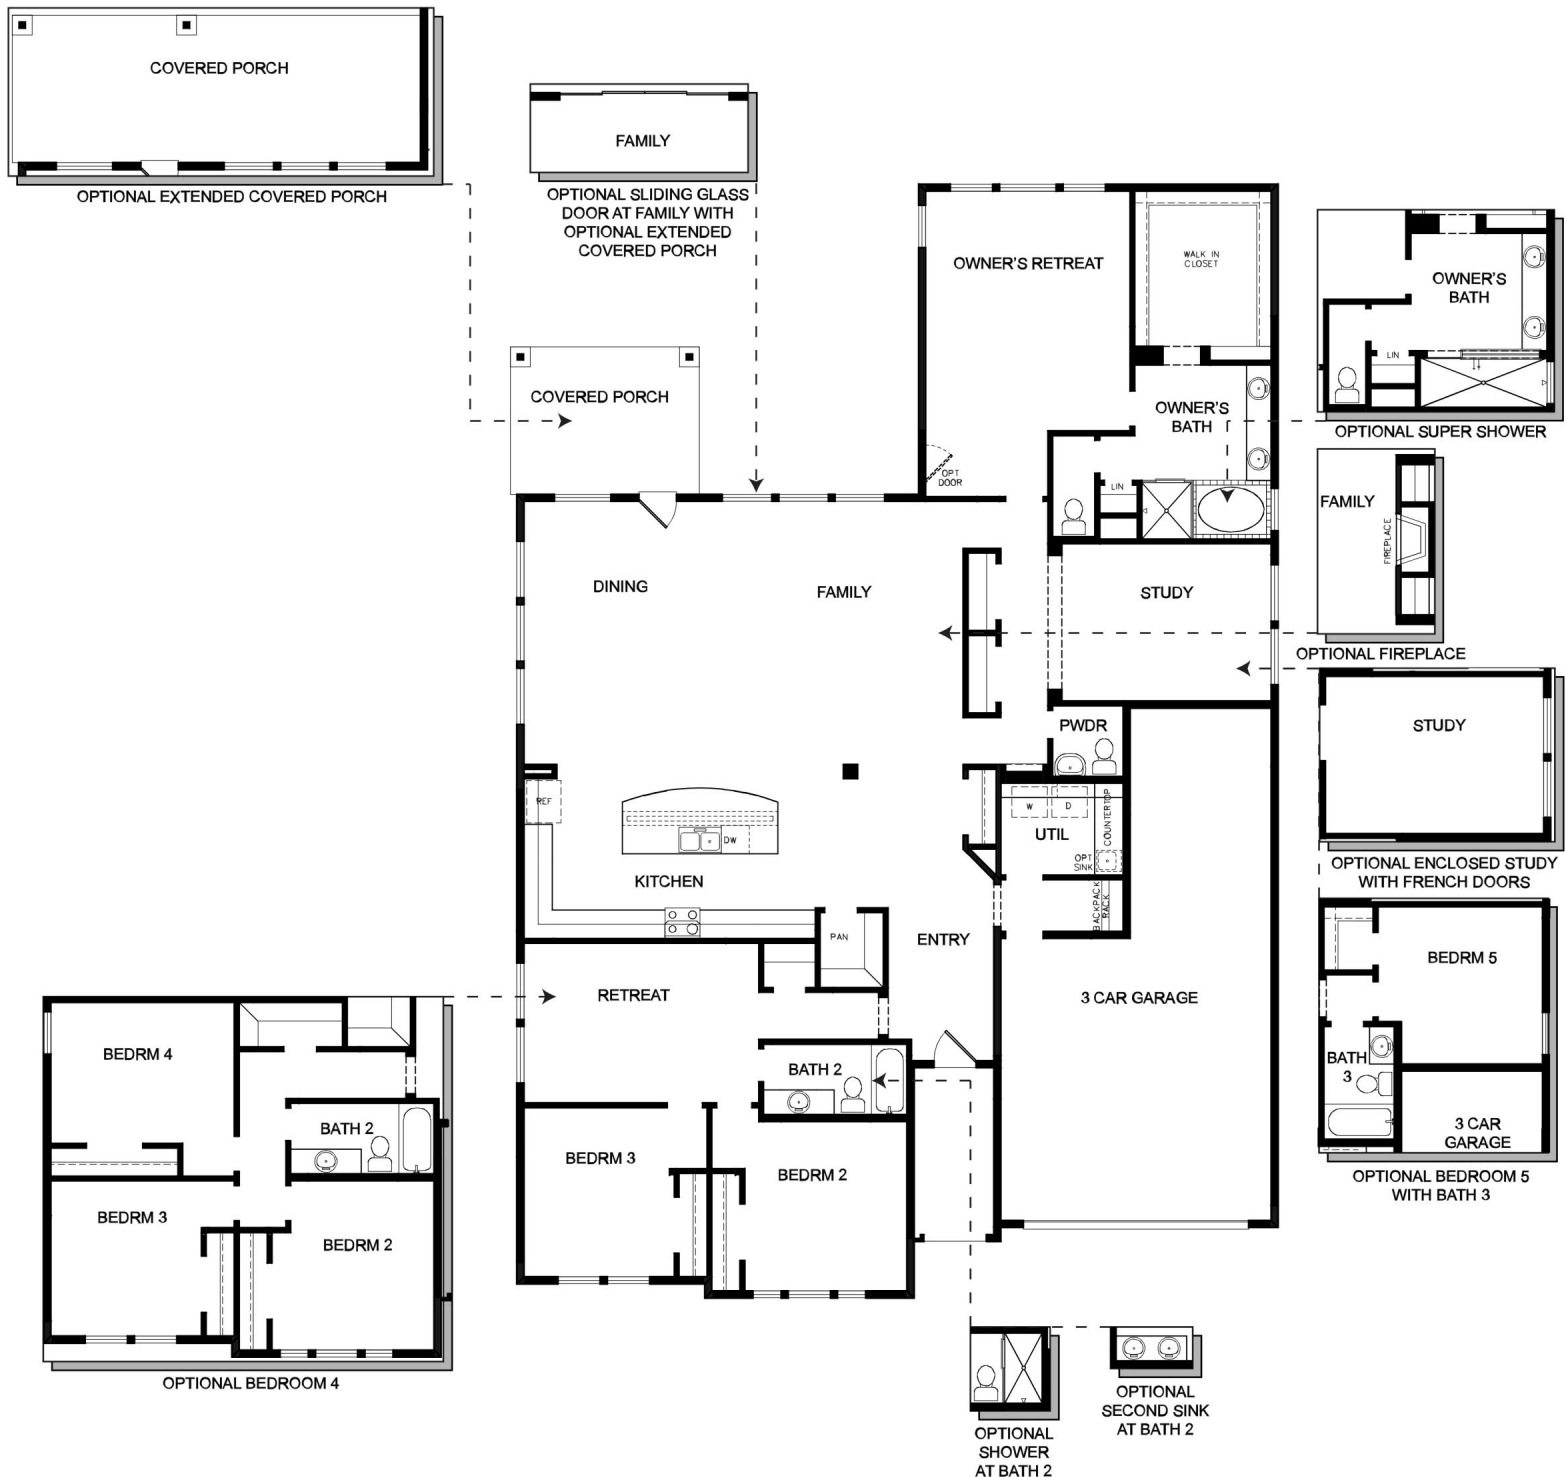 COVERED PORCH
OPTIONAL EXTENDED COVERED PORCH
FAMILY
OPTIONAL SLIDING GLASS
DOOR AT FAMILY WITH
OPTIONAL EXTENDED
COVERED PORCH
OWNER'S RETREAT
WALK IN
CLOSET
OWNER'S
BATH
LIN
OPTIONAL SUPER SHOWER
COVERED PORCH
OWNER'S
BATH
OPT
DOOR
LIN
FAMILY
FIREPLACE
OPTIONAL FIREPLACE
DINING
FAMILY
STUDY
STUDY
OPTIONAL ENCLOSED STUDY
WITH FRENCH DOORS
PWDR
REF
DW
KITCHEN
W
D
COUNTERTOP
UTIL
OPT
SINK
BACKPACK
RACK
PAN
ENTRY
RETREAT
3 CAR GARAGE
BEDRM 5
BATH
3
3 CAR
GARAGE
OPTIONAL BEDROOM 5
WITH BATH 3
BEDRM 4
BATH 2
BEDRM 3
BEDRM 2
OPTIONAL BEDROOM 4
BATH 2
BEDRM 3
BEDRM 2
OPTIONAL
SHOWER
AT BATH 2
OPTIONAL
SECOND SINK
AT BATH 2